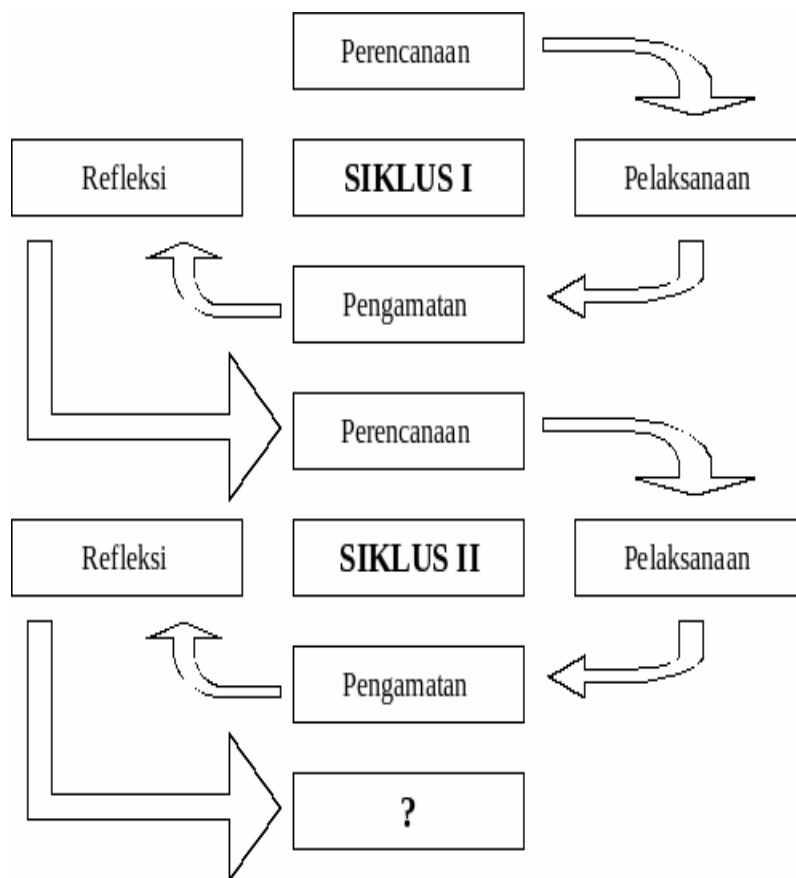 Perencanaan
Refleksi
SIKLUS I
Pelaksanaan
Pengamatan
Perencanaan
Refleksi
SIKLUS II
Pelaksanaan
Pengamatan
?